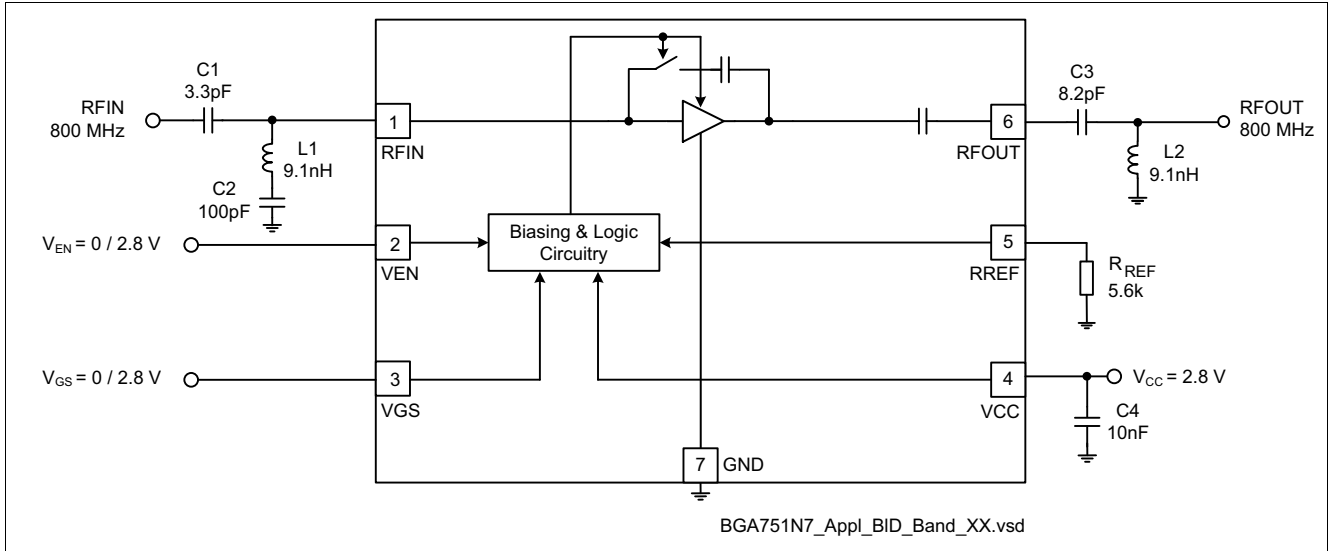 C1
3.3pF
RFIN
800 MHz
L1
9.1nH
C2
100pF
1
RFIN
6
RFOUT
C3
8.2pF
RFOUT
800 MHz
L2
9.1nH
V_EN = 0 / 2.8 V
2
VEN
Biasing & Logic
Circuitry
5
RREF
R_REF
5.6k
V_GS = 0 / 2.8 V
3
VGS
4
VCC
V_CC = 2.8 V
C4
10nF
7 GND
BGA751N7_Appl_BID_Band_XX.vsd